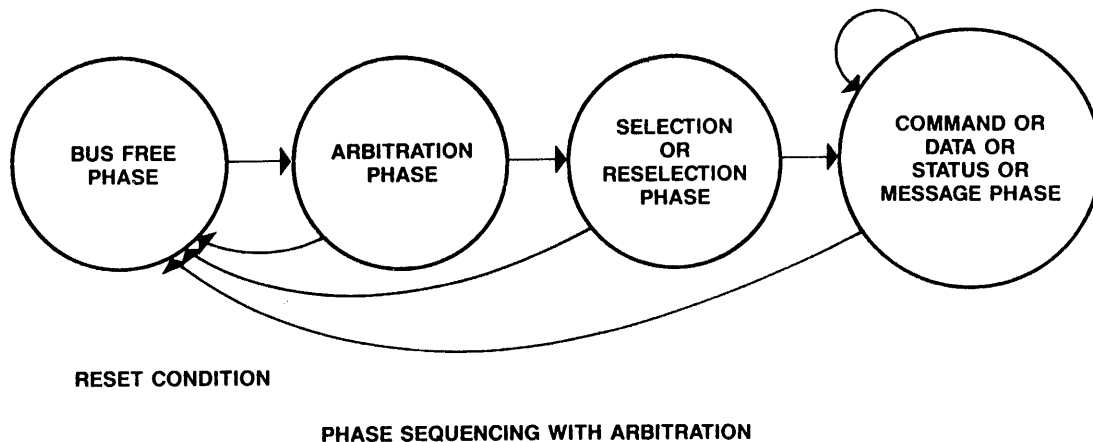 BUS FREE
PHASE
ARBITRATION
PHASE
SELECTION
OR
RESELECTION
PHASE
COMMAND OR
DATA OR
STATUS OR
MESSAGE PHASE
RESET CONDITION
PHASE SEQUENCING WITH ARBITRATION